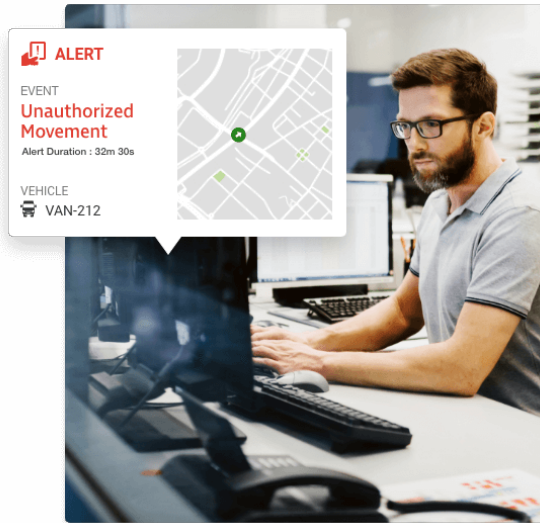 ALERT
EVENT
Unauthorized
Movement
Alert Duration : 32m 30s
VEHICLE
VAN-212